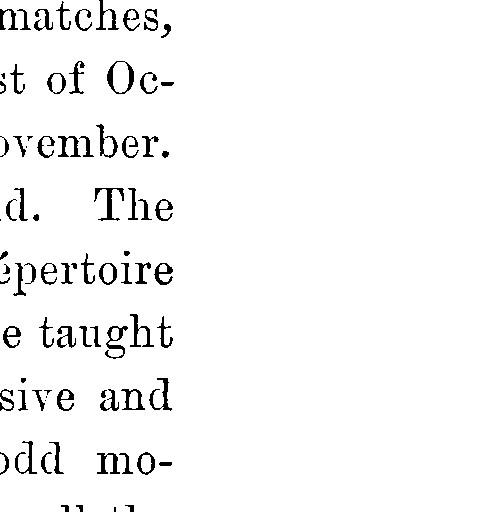 matches,
st of Oc-
ovember.
d. The
épertoire
e taught
sive and
odd mo-